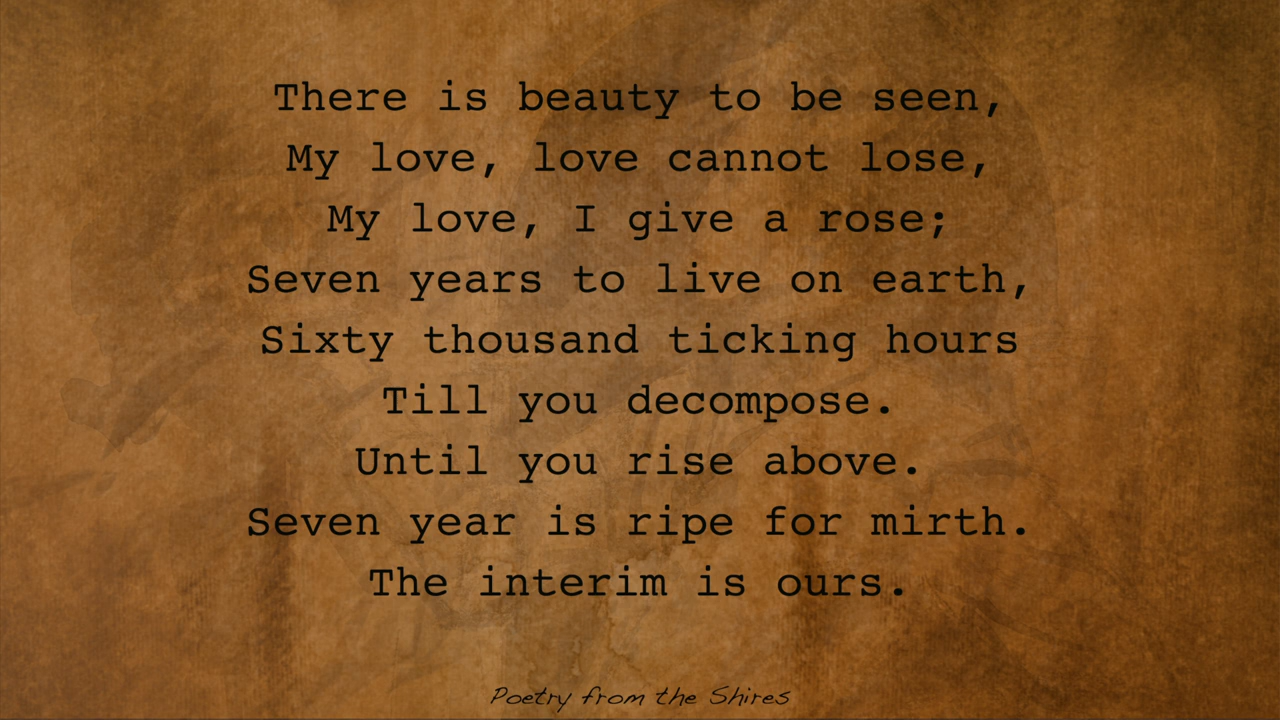 There is beauty to be seen,
My love, love cannot lose,
My love, I give a rose;
Seven years to live on earth,
Sixty thousand ticking hours
Till you decompose.
Until you rise above.
Seven year is ripe for mirth.
The interim is ours.
Poetry from the Shires